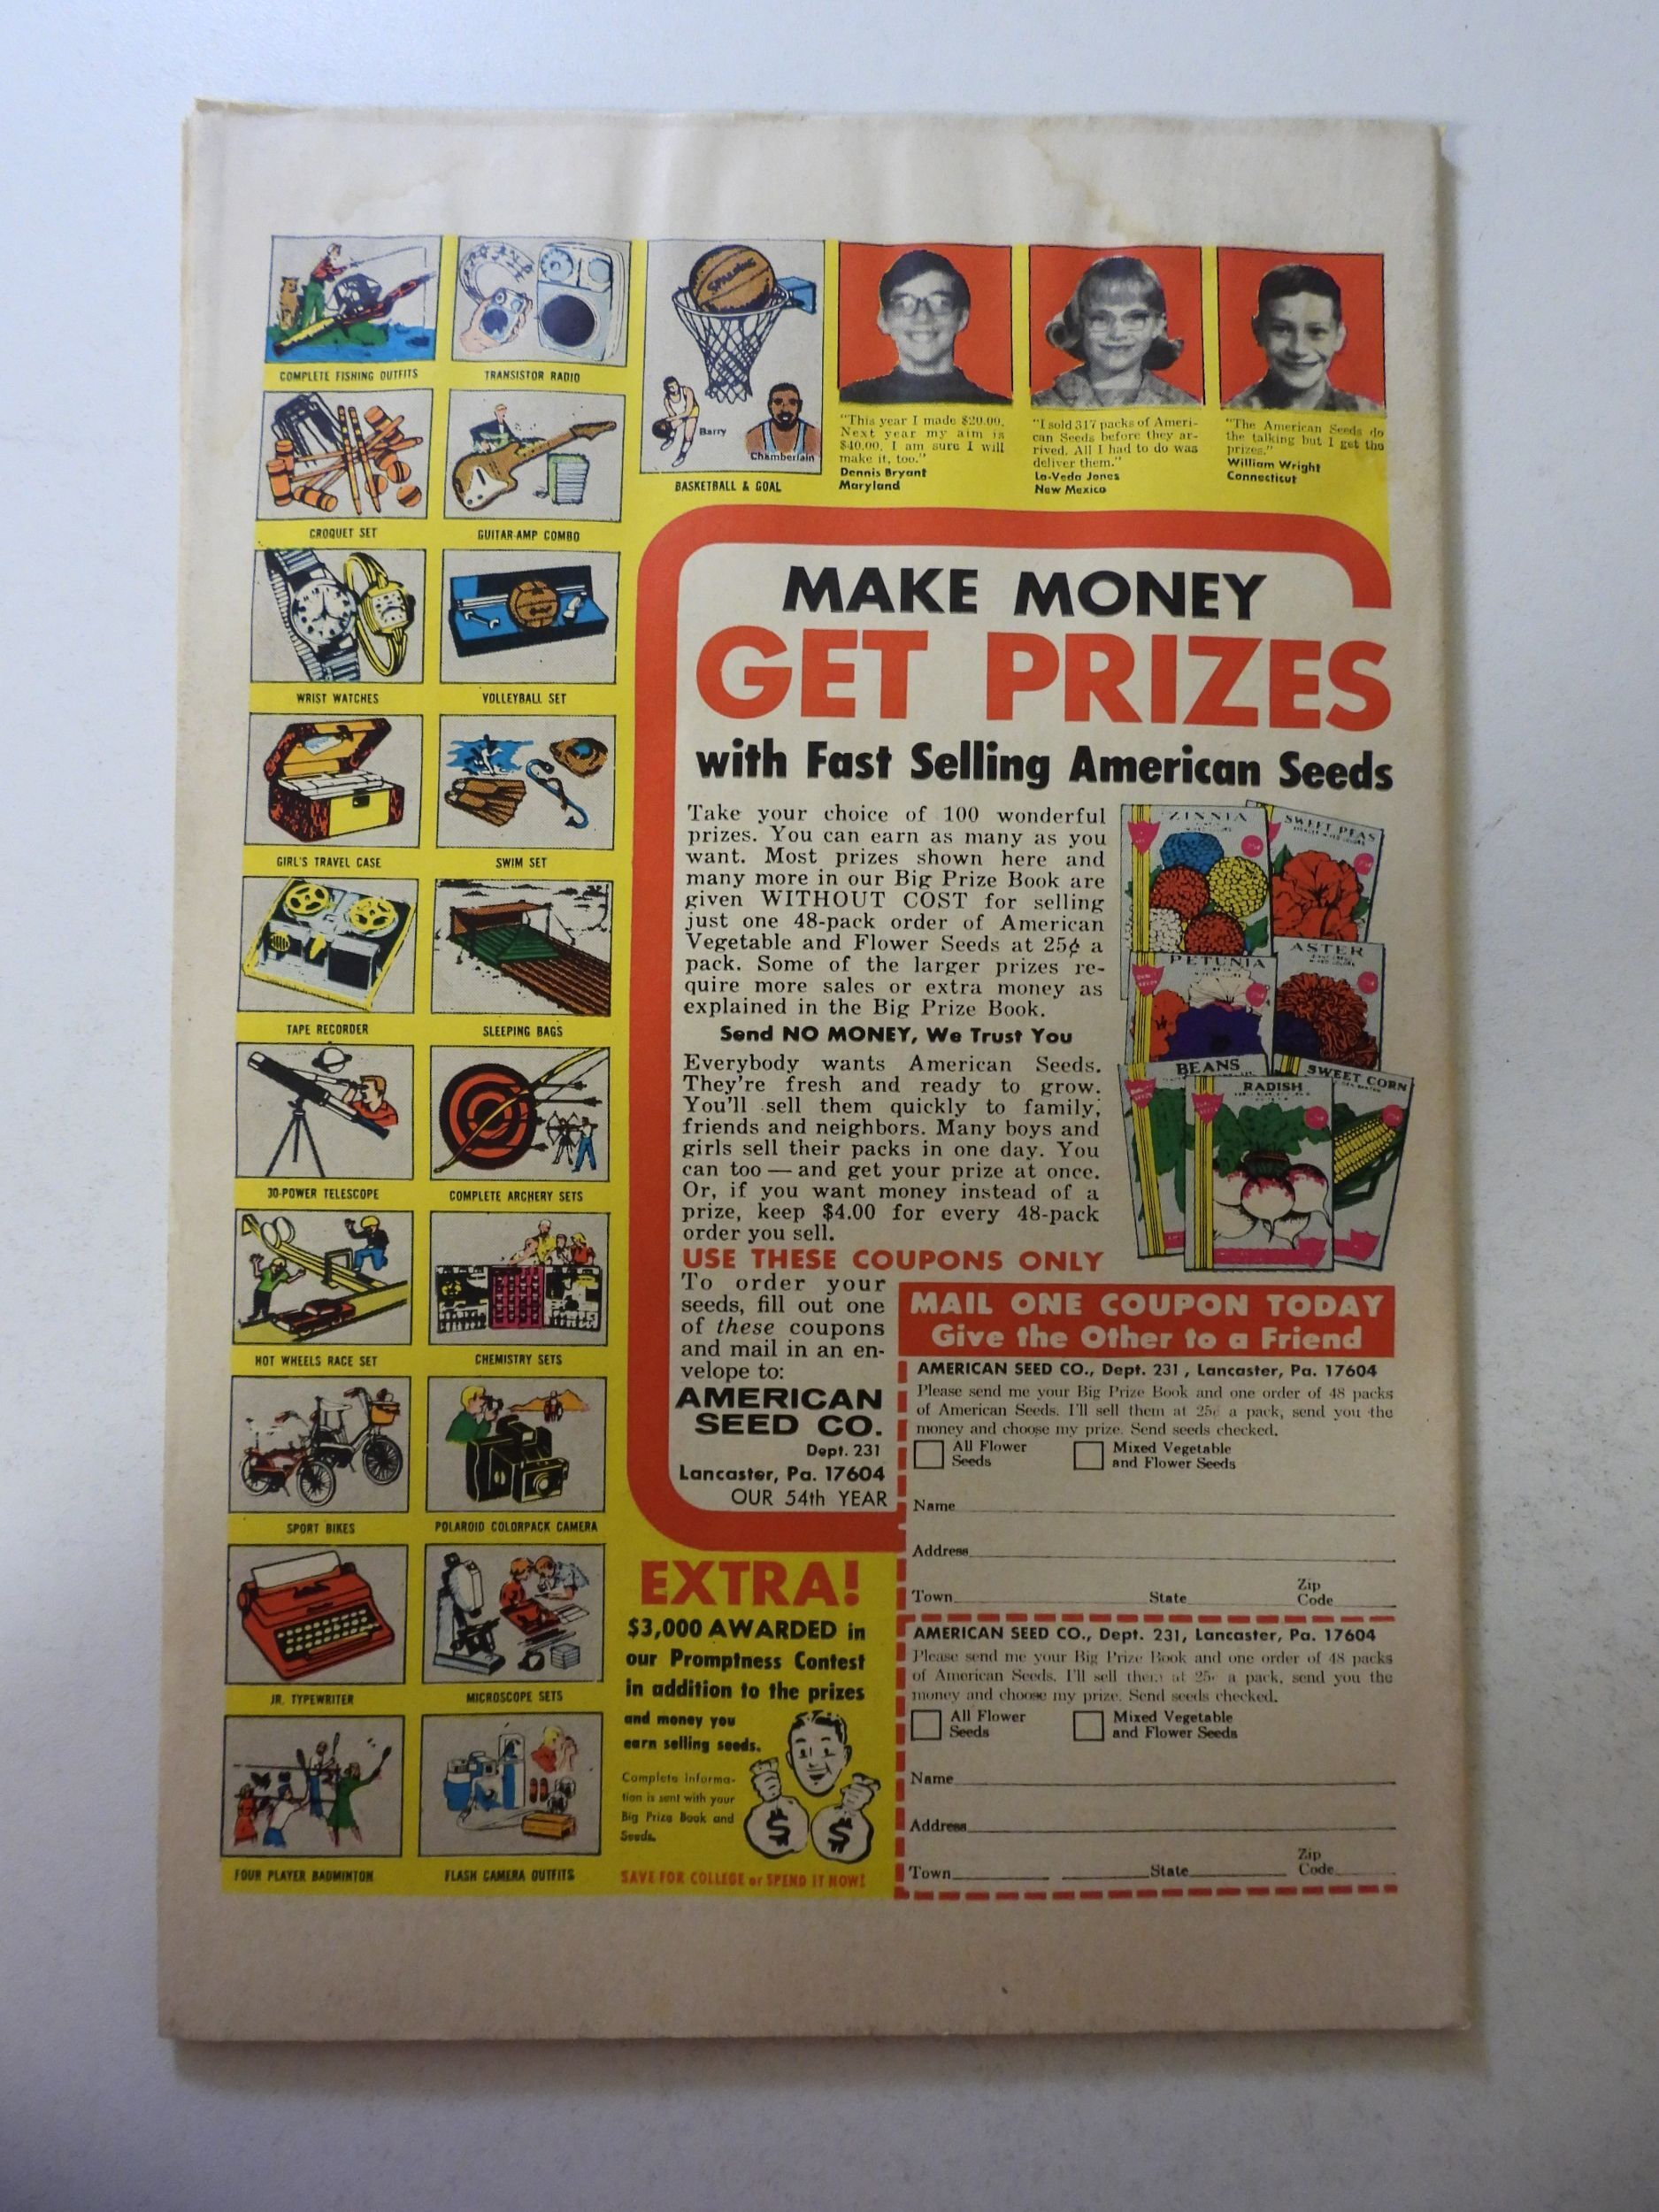 COMPLETE FISHING OUTFITS
TRANSISTOR RADIO
SPALDING
Barry
Chamberlain
BASKETBALL & GOAL
"This year I made $20.00.
Next year my aim is
$40.00. I am sure I will
make it, too."
Dennis Bryant
Maryland
"I sold 317 packs of Ameri-
can Seeds before they ar-
rived. All I had to do was
deliver them."
La-Veda Jones
New Mexico
"The American Seeds do
the talking but I get the
prizes."
William Wright
Connecticut
CROQUET SET
GUITAR-AMP COMBO
WRIST WATCHES
VOLLEYBALL SET
GIRL'S TRAVEL CASE
SWIM SET
TAPE RECORDER
SLEEPING BAGS
30-POWER TELESCOPE
COMPLETE ARCHERY SETS
HOT WHEELS RACE SET
CHEMISTRY SETS
SPORT BIKES
POLAROID COLORPACK CAMERA
JR. TYPEWRITER
MICROSCOPE SETS
FOUR PLAYER BADMINTON
FLASH CAMERA OUTFITS
MAKE MONEY
GET PRIZES
with Fast Selling American Seeds
Take your choice of 100 wonderful
prizes. You can earn as many as you
want. Most prizes shown here and
many more in our Big Prize Book are
given WITHOUT COST for selling
just one 48-pack order of American
Vegetable and Flower Seeds at 25¢ a
pack. Some of the larger prizes re-
quire more sales or extra money as
explained in the Big Prize Book.
Send NO MONEY, We Trust You
Everybody wants American Seeds.
They're fresh and ready to grow.
You'll sell them quickly to family,
friends and neighbors. Many boys and
girls sell their packs in one day. You
can too — and get your prize at once.
Or, if you want money instead of a
prize, keep $4.00 for every 48-pack
order you sell.
ZINNIA
SWEET PEAS
PETUNIA
ASTER
BEANS
RADISH
SWEET CORN
USE THESE COUPONS ONLY
To order your
seeds, fill out one
of these coupons
and mail in an en-
velope to:
AMERICAN
SEED CO.
Dept. 231
Lancaster, Pa. 17604
OUR 54th YEAR
MAIL ONE COUPON TODAY
Give the Other to a Friend
AMERICAN SEED CO., Dept. 231, Lancaster, Pa. 17604
Please send me your Big Prize Book and one order of 48 packs
of American Seeds. I'll sell them at 25¢ a pack, send you the
money and choose my prize. Send seeds checked.
All Flower
Seeds
Mixed Vegetable
and Flower Seeds
Name
Address
Town State Zip Code
AMERICAN SEED CO., Dept. 231, Lancaster, Pa. 17604
Please send me your Big Prize Book and one order of 48 packs
of American Seeds. I'll sell them at 25¢ a pack, send you the
money and choose my prize. Send seeds checked.
All Flower
Seeds
Mixed Vegetable
and Flower Seeds
Name
Address
Town State Zip Code
EXTRA!
$3,000 AWARDED in
our Promptness Contest
in addition to the prizes
and money you
earn selling seeds.
Complete informa-
tion is sent with your
Big Prize Book and
Seeds.
$ $
SAVE FOR COLLEGE or SPEND IT NOW!